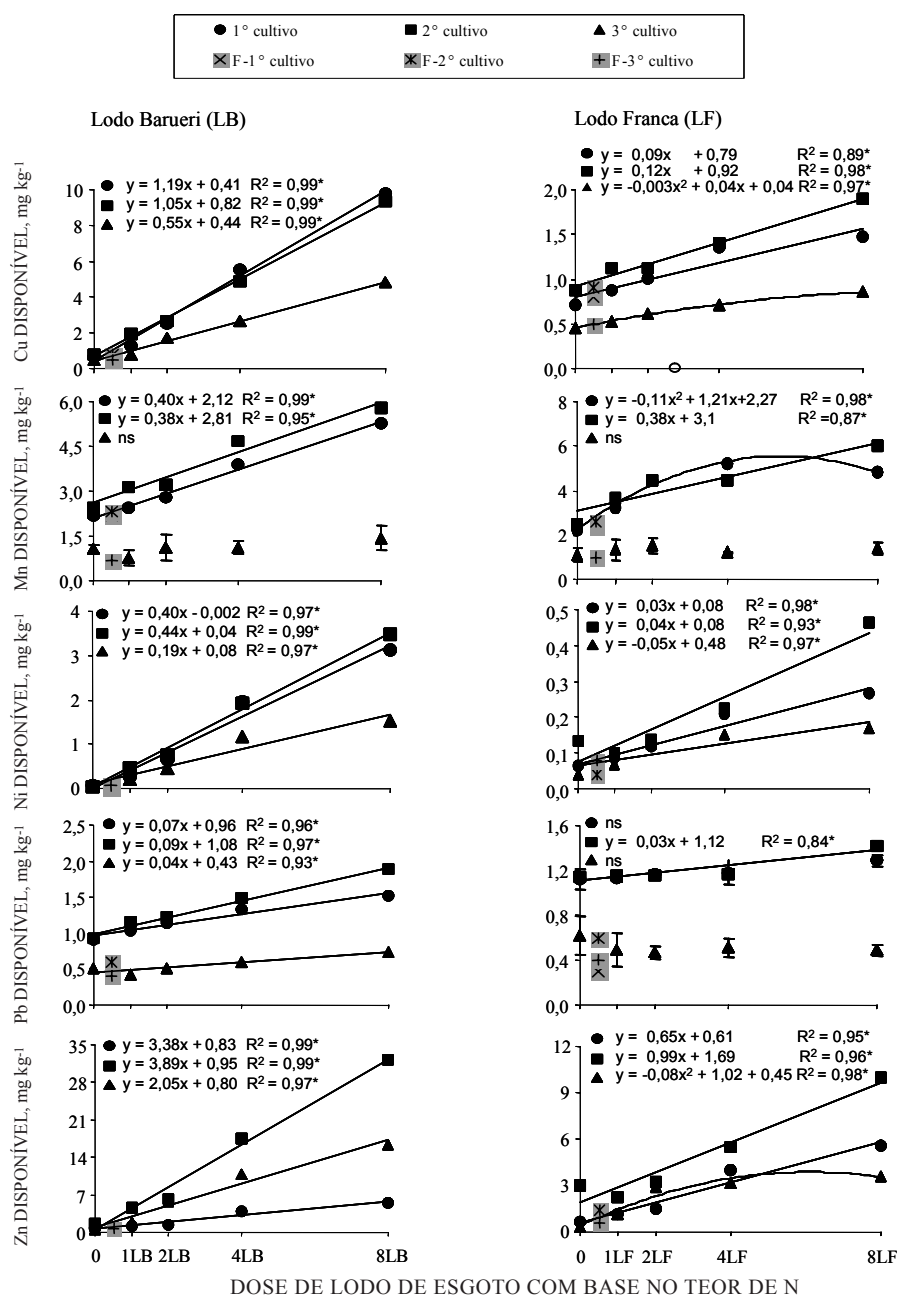 1° cultivo 2° cultivo 3° cultivo
F-1° cultivo F-2° cultivo F-3° cultivo
Lodo Barueri (LB)
Lodo Franca (LF)
Cu DISPONÍVEL, mg kg-1
10
8
6
4
2
0
y = 1,19x + 0,41 R2 = 0,99*
y = 1,05x + 0,82 R2 = 0,99*
y = 0,55x + 0,44 R2 = 0,99*
2,0
1,5
1,0
0,5
0,0
y = 0,09x + 0,79 R2 = 0,89*
y = 0,12x + 0,92 R2 = 0,98*
y = -0,003x2 + 0,04x + 0,04 R2 = 0,97*
Mn DISPONÍVEL, mg kg-1
6,0
4,5
3,0
1,5
0,0
y = 0,40x + 2,12 R2 = 0,99*
y = 0,38x + 2,81 R2 = 0,95*
ns
8
6
4
2
0
y = -0,11x2 + 1,21x+2,27 R2 = 0,98*
y = 0,38x + 3,1 R2 =0,87*
ns
Ni DISPONÍVEL, mg kg-1
4
3
2
1
0
y = 0,40x - 0,002 R2 = 0,97*
y = 0,44x + 0,04 R2 = 0,99*
y = 0,19x + 0,08 R2 = 0,97*
0,5
0,4
0,3
0,2
0,1
0,0
y = 0,03x + 0,08 R2 = 0,98*
y = 0,04x + 0,08 R2 = 0,93*
y = -0,05x + 0,48 R2 = 0,97*
Pb DISPONÍVEL, mg kg-1
2,5
2,0
1,5
1,0
0,5
0,0
y = 0,07x + 0,96 R2 = 0,96*
y = 0,09x + 1,08 R2 = 0,97*
y = 0,04x + 0,43 R2 = 0,93*
1,6
1,2
0,8
0,4
0,0
ns
y = 0,03x + 1,12 R2 = 0,84*
ns
Zn DISPONÍVEL, mg kg-1
35
28
21
14
7
0
y = 3,38x + 0,83 R2 = 0,99*
y = 3,89x + 0,95 R2 = 0,99*
y = 2,05x + 0,80 R2 = 0,97*
12
9
6
3
0
y = 0,65x + 0,61 R2 = 0,95*
y = 0,99x + 1,69 R2 = 0,96*
y = -0,08x2 + 1,02 + 0,45 R2 = 0,98*
0 1LB 2LB 4LB 8LB
0 1LF 2LF 4LF 8LF
DOSE DE LODO DE ESGOTO COM BASE NO TEOR DE N